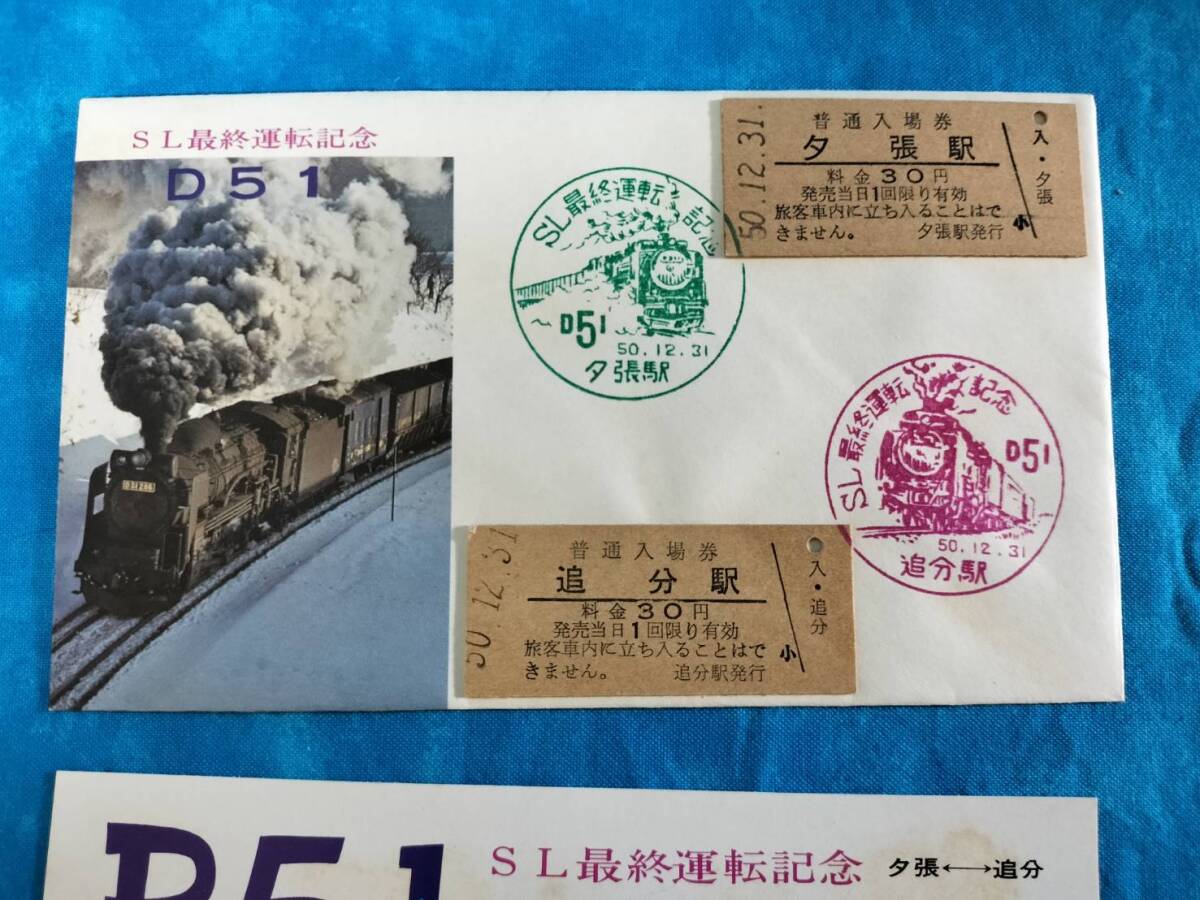 SL最終運転記念
D51
SL最終運転記念
D51
50.12.31
夕張駅
50.12.31.
普通入場券
夕張駅
料金30円
発売当日1回限り有効
旅客車内に立ち入ることはで
きません。 夕張駅発行
入・夕張
小
SL最終運転記念
D51
50.12.31
追分駅
50.12.31
普通入場券
追分駅
料金30円
発売当日1回限り有効
旅客車内に立ち入ることはで
きません。 追分駅発行
入・追分
小
D51
SL最終運転記念 夕張←→追分